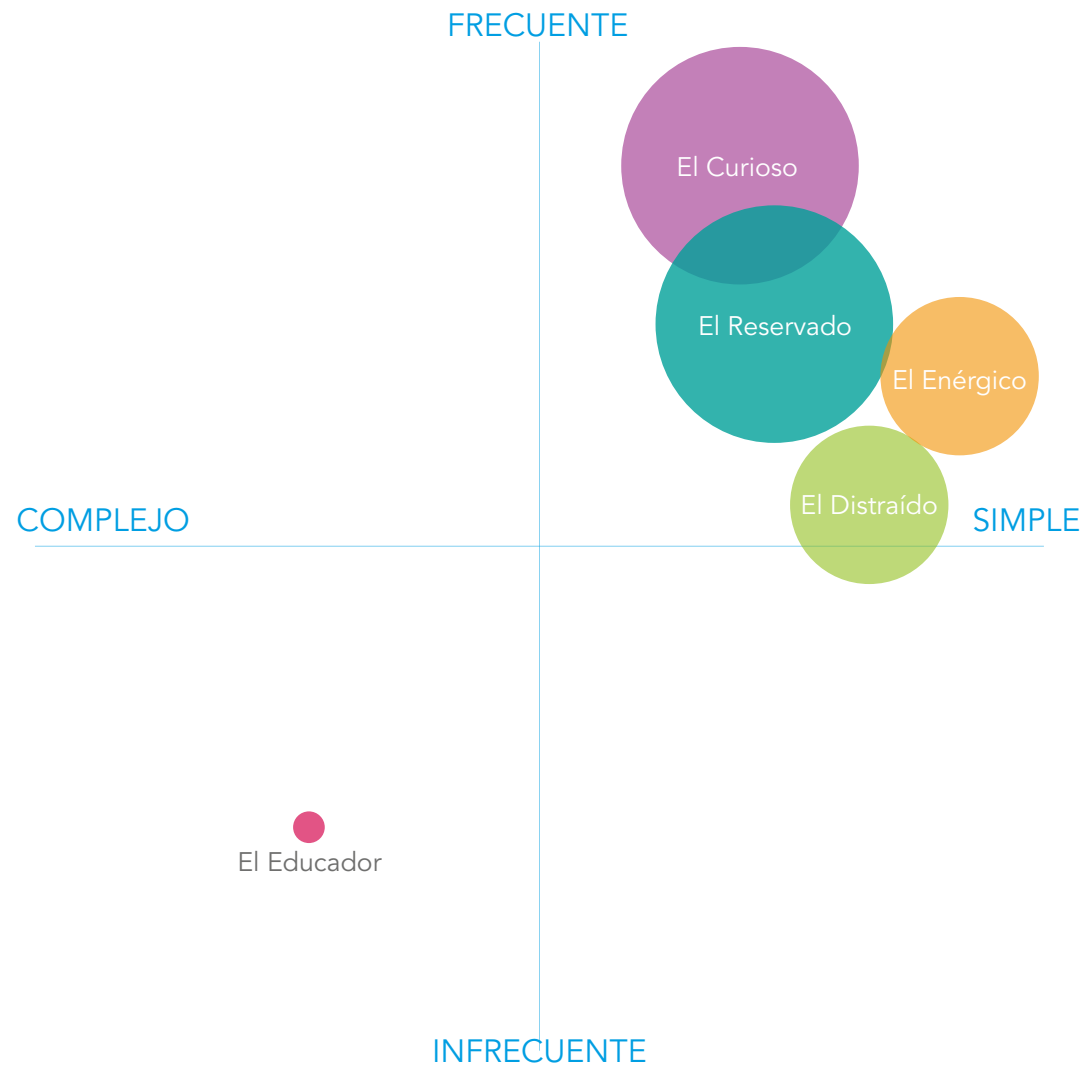 FRECUENTE
El Curioso
El Reservado
El Enérgico
El Distraído
COMPLEJO
SIMPLE
El Educador
INFRECUENTE